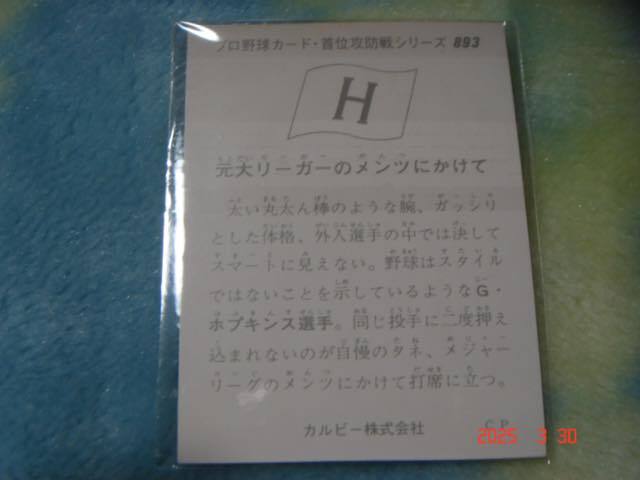 プロ野球カード・首位攻防戦シリーズ 893
H
元大リーガーのメンツにかけて
太い丸太ん棒のような腕、ガッシリ
とした体格、外人選手の中では決して
スマートに見えない。野球はスタイル
ではないことを示しているようなG・
ホプキンス選手。同じ投手に二度押え
込まれないのが自慢のタネ、メジャー
リーグのメンツにかけて打席に立つ。
カルビー株式会社
C.P
2025 3 30